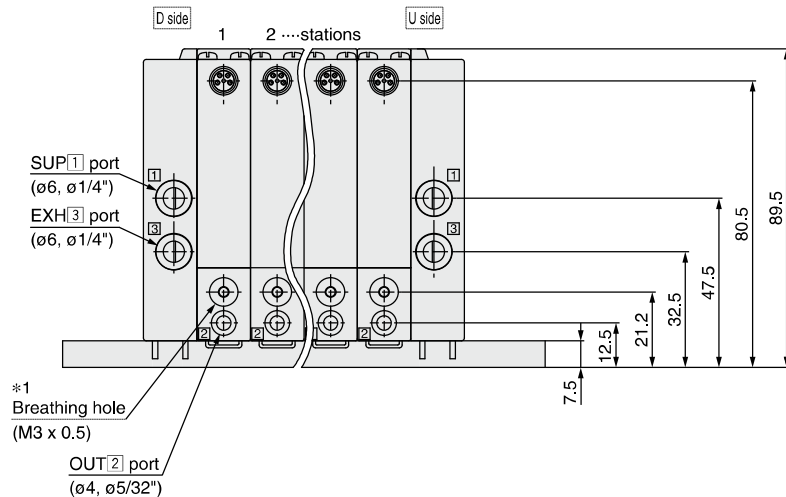 D side
U side
1 2 ····stations
SUP1 port
(ø6, ø1/4")
EXH3 port
(ø6, ø1/4")
1
3
1
3
2
2
2
*1
Breathing hole
(M3 x 0.5)
OUT2 port
(ø4, ø5/32")
7.5
12.5
21.2
32.5
47.5
80.5
89.5